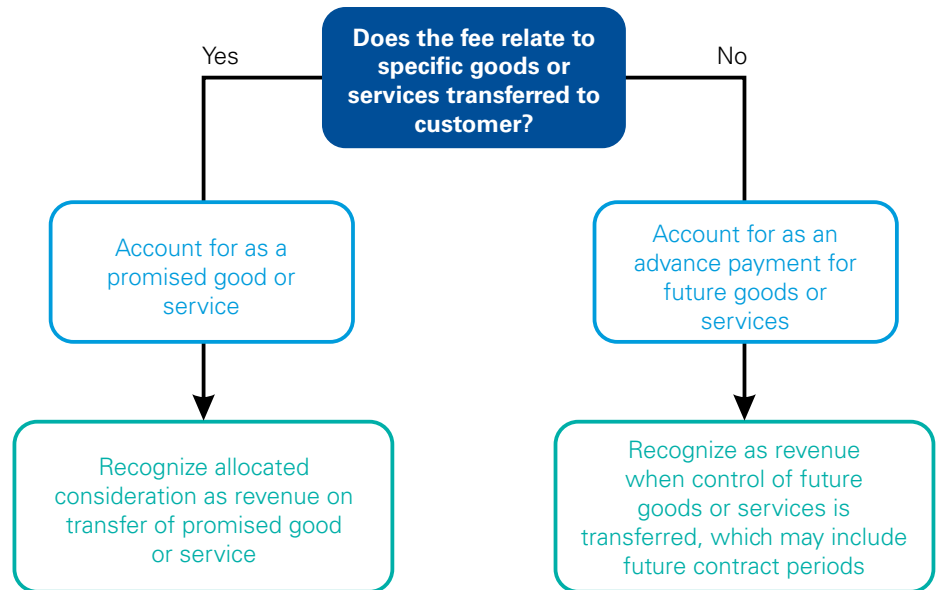 Does the fee relate to
specific goods or
services transferred to
customer?
Yes
No
Account for as a
promised good or
service
Account for as an
advance payment for
future goods or
services
Recognize allocated
consideration as revenue on
transfer of promised good
or service
Recognize as revenue
when control of future
goods or services is
transferred, which may include
future contract periods